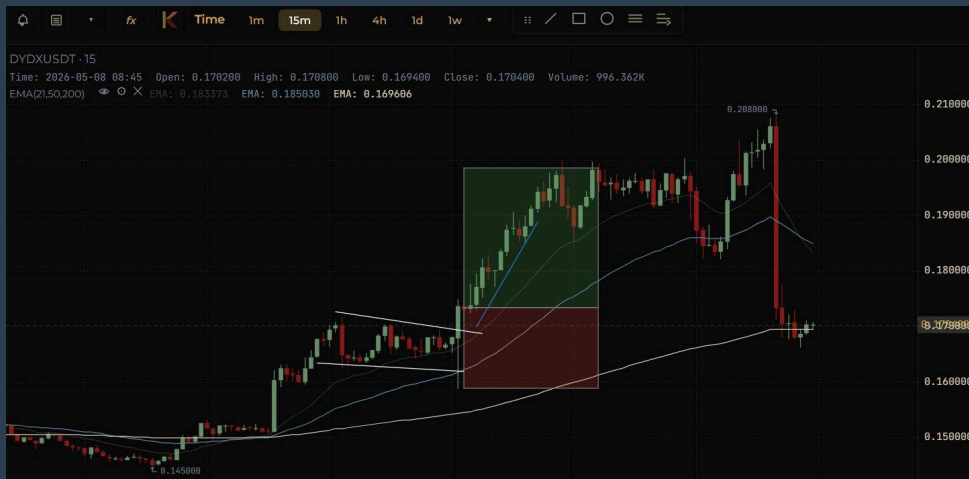 fx K Time 1m 15m 1h 4h 1d 1w
DYDXUSDT · 15
Time: 2026-05-08 08:45 Open: 0.170200 High: 0.170800 Low: 0.169400 Close: 0.170400 Volume: 996.362K
EMA(21,50,200) EMA: 0.183373 EMA: 0.185030 EMA: 0.169606
0.208000
0.210000
0.200000
0.190000
0.180000
0.160000
0.150000
0.145000